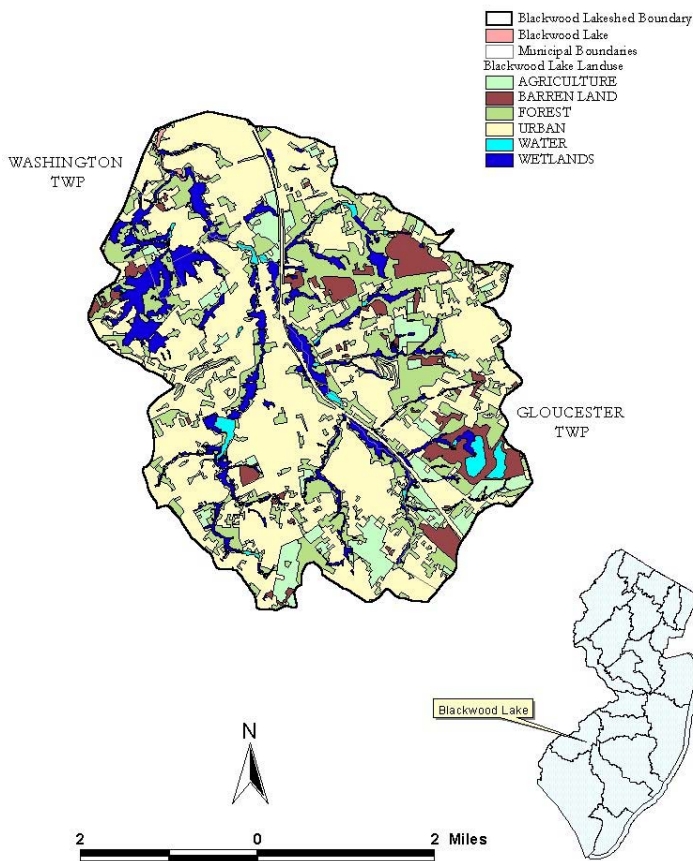 Blackwood Lakeshed Boundary
Blackwood Lake
Municipal Boundaries
Blackwood Lake Landuse
AGRICULTURE
BARREN LAND
FOREST
URBAN
WATER
WETLANDS
WASHINGTON
TWP
GLOUCESTER
TWP
Blackwood Lake
N
2 0 2 Miles